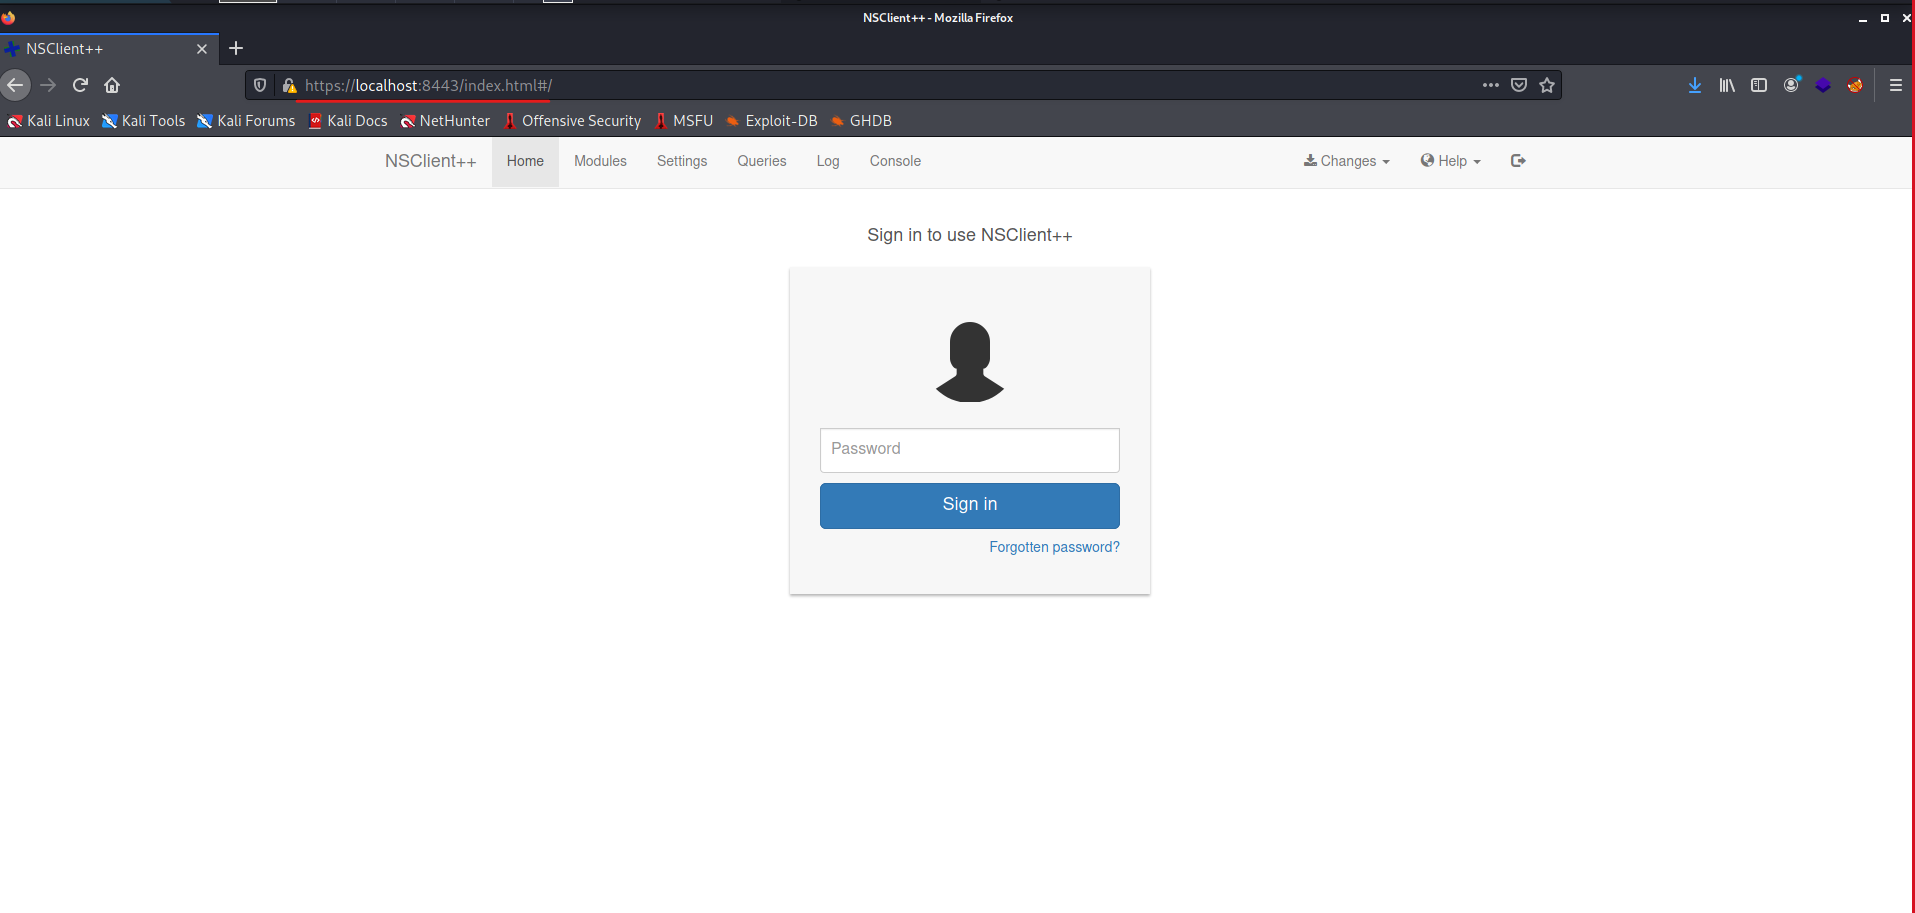 NSClient++ - Mozilla Firefox
NSClient++
https://localhost:8443/index.html#/
Kali Linux Kali Tools Kali Forums Kali Docs NetHunter Offensive Security MSFU Exploit-DB GHDB
NSClient++ Home Modules Settings Queries Log Console Changes Help
Sign in to use NSClient++
Password
Sign in
Forgotten password?